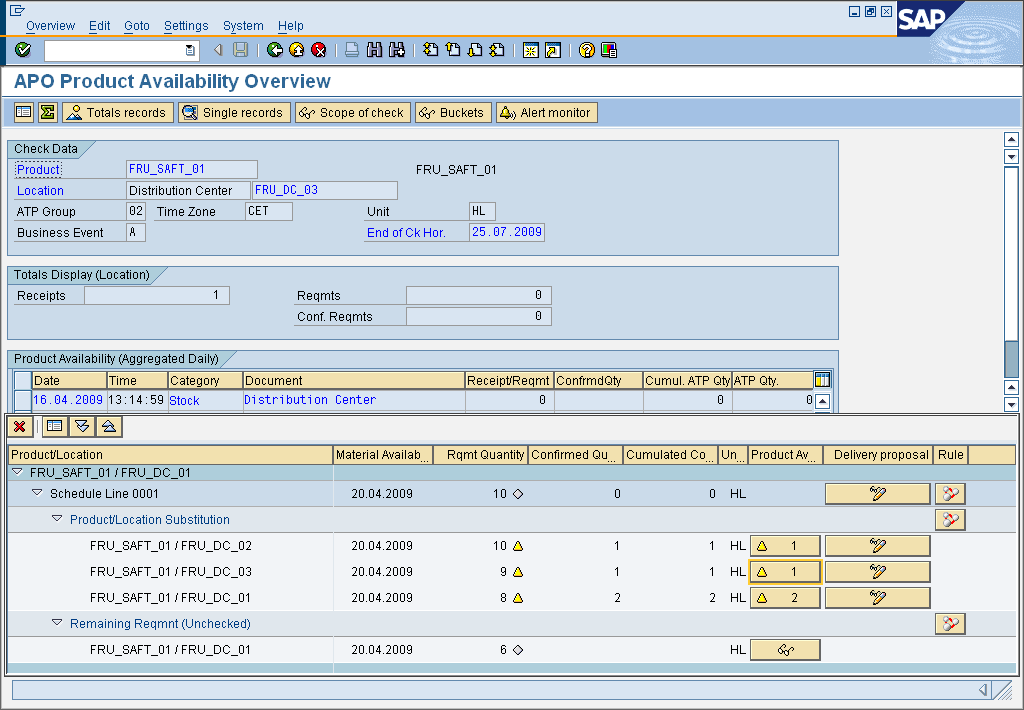 Overview Edit Goto Settings System Help
SAP
APO Product Availability Overview
Totals records Single records Scope of check Buckets Alert monitor
Check Data
Product FRU_SAFT_01 FRU_SAFT_01
Location Distribution Center FRU_DC_03
ATP Group 02 Time Zone CET Unit HL
Business Event A End of Ck Hor. 25.07.2009
Totals Display (Location)
Receipts 1 Reqmts 0
Conf. Reqmts 0
Product Availability (Aggregated Daily)
Date Time Category Document Receipt/Reqmt ConfrmdQty Cumul. ATP Qty ATP Qty.
16.04.2009 13:14:59 Stock Distribution Center 0 0 0
Product/Location Material Availab... Rqmt Quantity Confirmed Qu... Cumulated Co... Un... Product Av... Delivery proposal Rule
FRU_SAFT_01 / FRU_DC_01
Schedule Line 0001 20.04.2009 10 0 0 HL
Product/Location Substitution
FRU_SAFT_01 / FRU_DC_02 20.04.2009 10 1 1 HL 1
FRU_SAFT_01 / FRU_DC_03 20.04.2009 9 1 1 HL 1
FRU_SAFT_01 / FRU_DC_01 20.04.2009 8 2 2 HL 2
Remaining Reqmnt (Unchecked)
FRU_SAFT_01 / FRU_DC_01 20.04.2009 6 HL